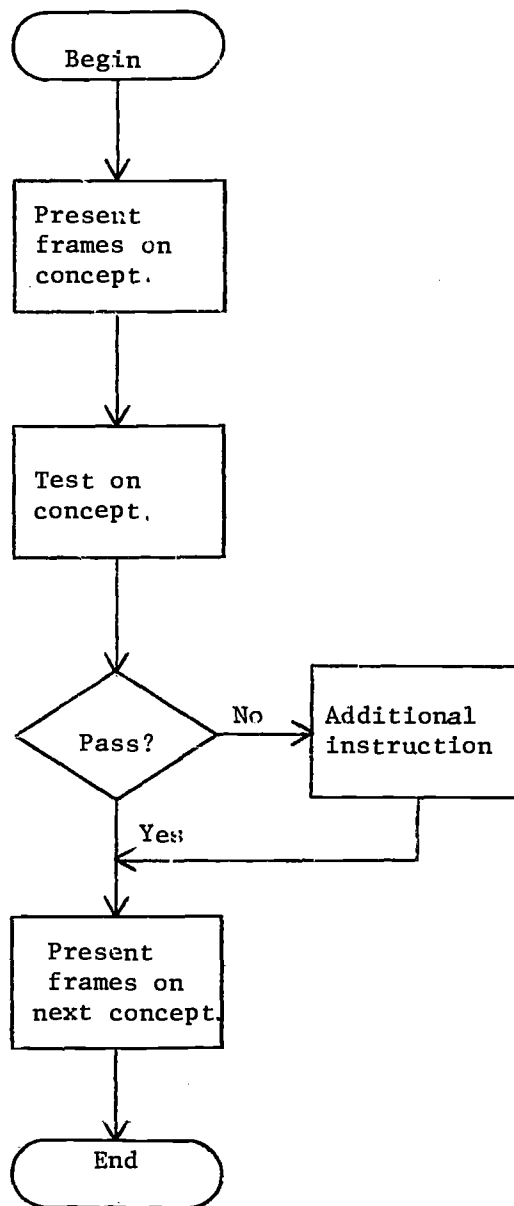 Begin
Present
frames on
concept.
Test on
concept.
Pass?
No
Additional
instruction
Yes
Present
frames on
next concept.
End